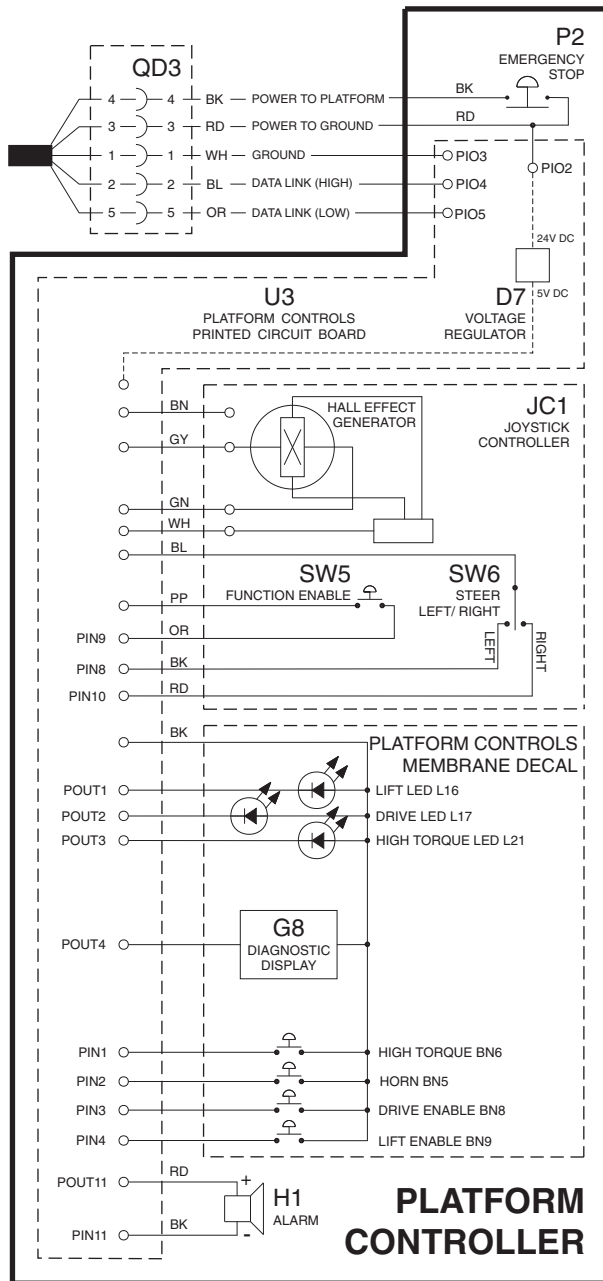 P2
EMERGENCY
STOP
QD3
4 4 BK POWER TO PLATFORM BK
3 3 RD POWER TO GROUND RD
1 1 WH GROUND PIO3
PIO2
2 2 BL DATA LINK (HIGH) PIO4
5 5 OR DATA LINK (LOW) PIO5
24V DC
5V DC
U3
PLATFORM CONTROLS
PRINTED CIRCUIT BOARD
D7
VOLTAGE
REGULATOR
BN
HALL EFFECT
GENERATOR
JC1
JOYSTICK
CONTROLLER
GY
GN
WH
BL
SW5
FUNCTION ENABLE
SW6
STEER
LEFT/ RIGHT
PP
PIN9 OR
LEFT
RIGHT
PIN8 BK
PIN10 RD
BK
PLATFORM CONTROLS
MEMBRANE DECAL
POUT1 LIFT LED L16
POUT2 DRIVE LED L17
POUT3 HIGH TORQUE LED L21
POUT4
G8
DIAGNOSTIC
DISPLAY
PIN1 HIGH TORQUE BN6
PIN2 HORN BN5
PIN3 DRIVE ENABLE BN8
PIN4 LIFT ENABLE BN9
POUT11 RD
+
H1
ALARM
PIN11 BK
-
PLATFORM
CONTROLLER